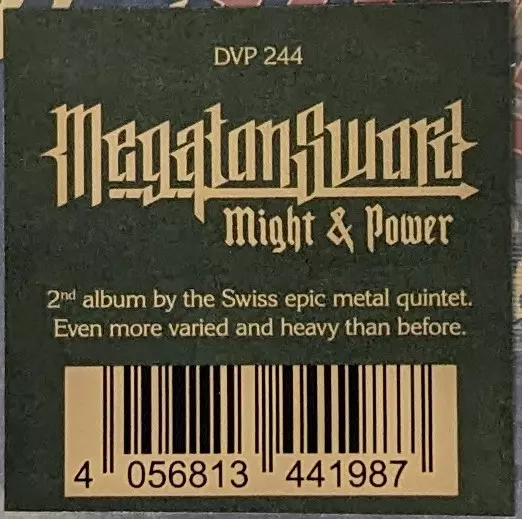 DVP 244
MegatonSword
Might & Power
2nd album by the Swiss epic metal quintet.
Even more varied and heavy than before.
4 056813 441987